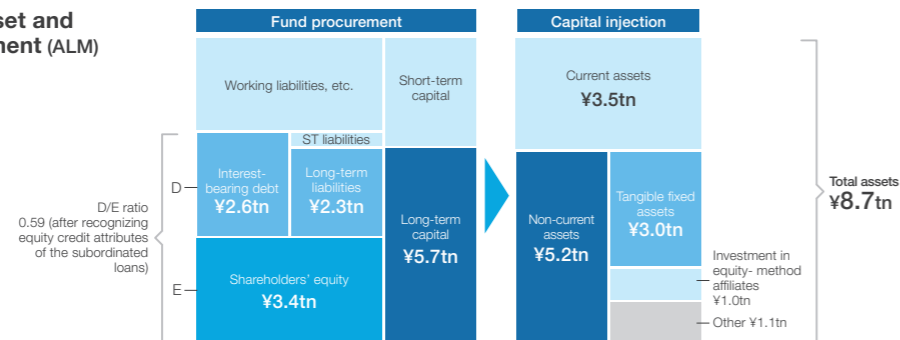 set and
ment (ALM)
Fund procurement
Capital injection
Working liabilities, etc.
Short-term
capital
Current assets
¥3.5tn
ST liabilities
D
Interest-
bearing debt
¥2.6tn
Long-term
liabilities
¥2.3tn
D/E ratio
0.59 (after recognizing
equity credit attributes
of the subordinated
loans)
E
Shareholders' equity
¥3.4tn
Long-term
capital
¥5.7tn
Non-current
assets
¥5.2tn
Tangible fixed
assets
¥3.0tn
Investment in
equity- method
affiliates
¥1.0tn
Other ¥1.1tn
Total assets
¥8.7tn